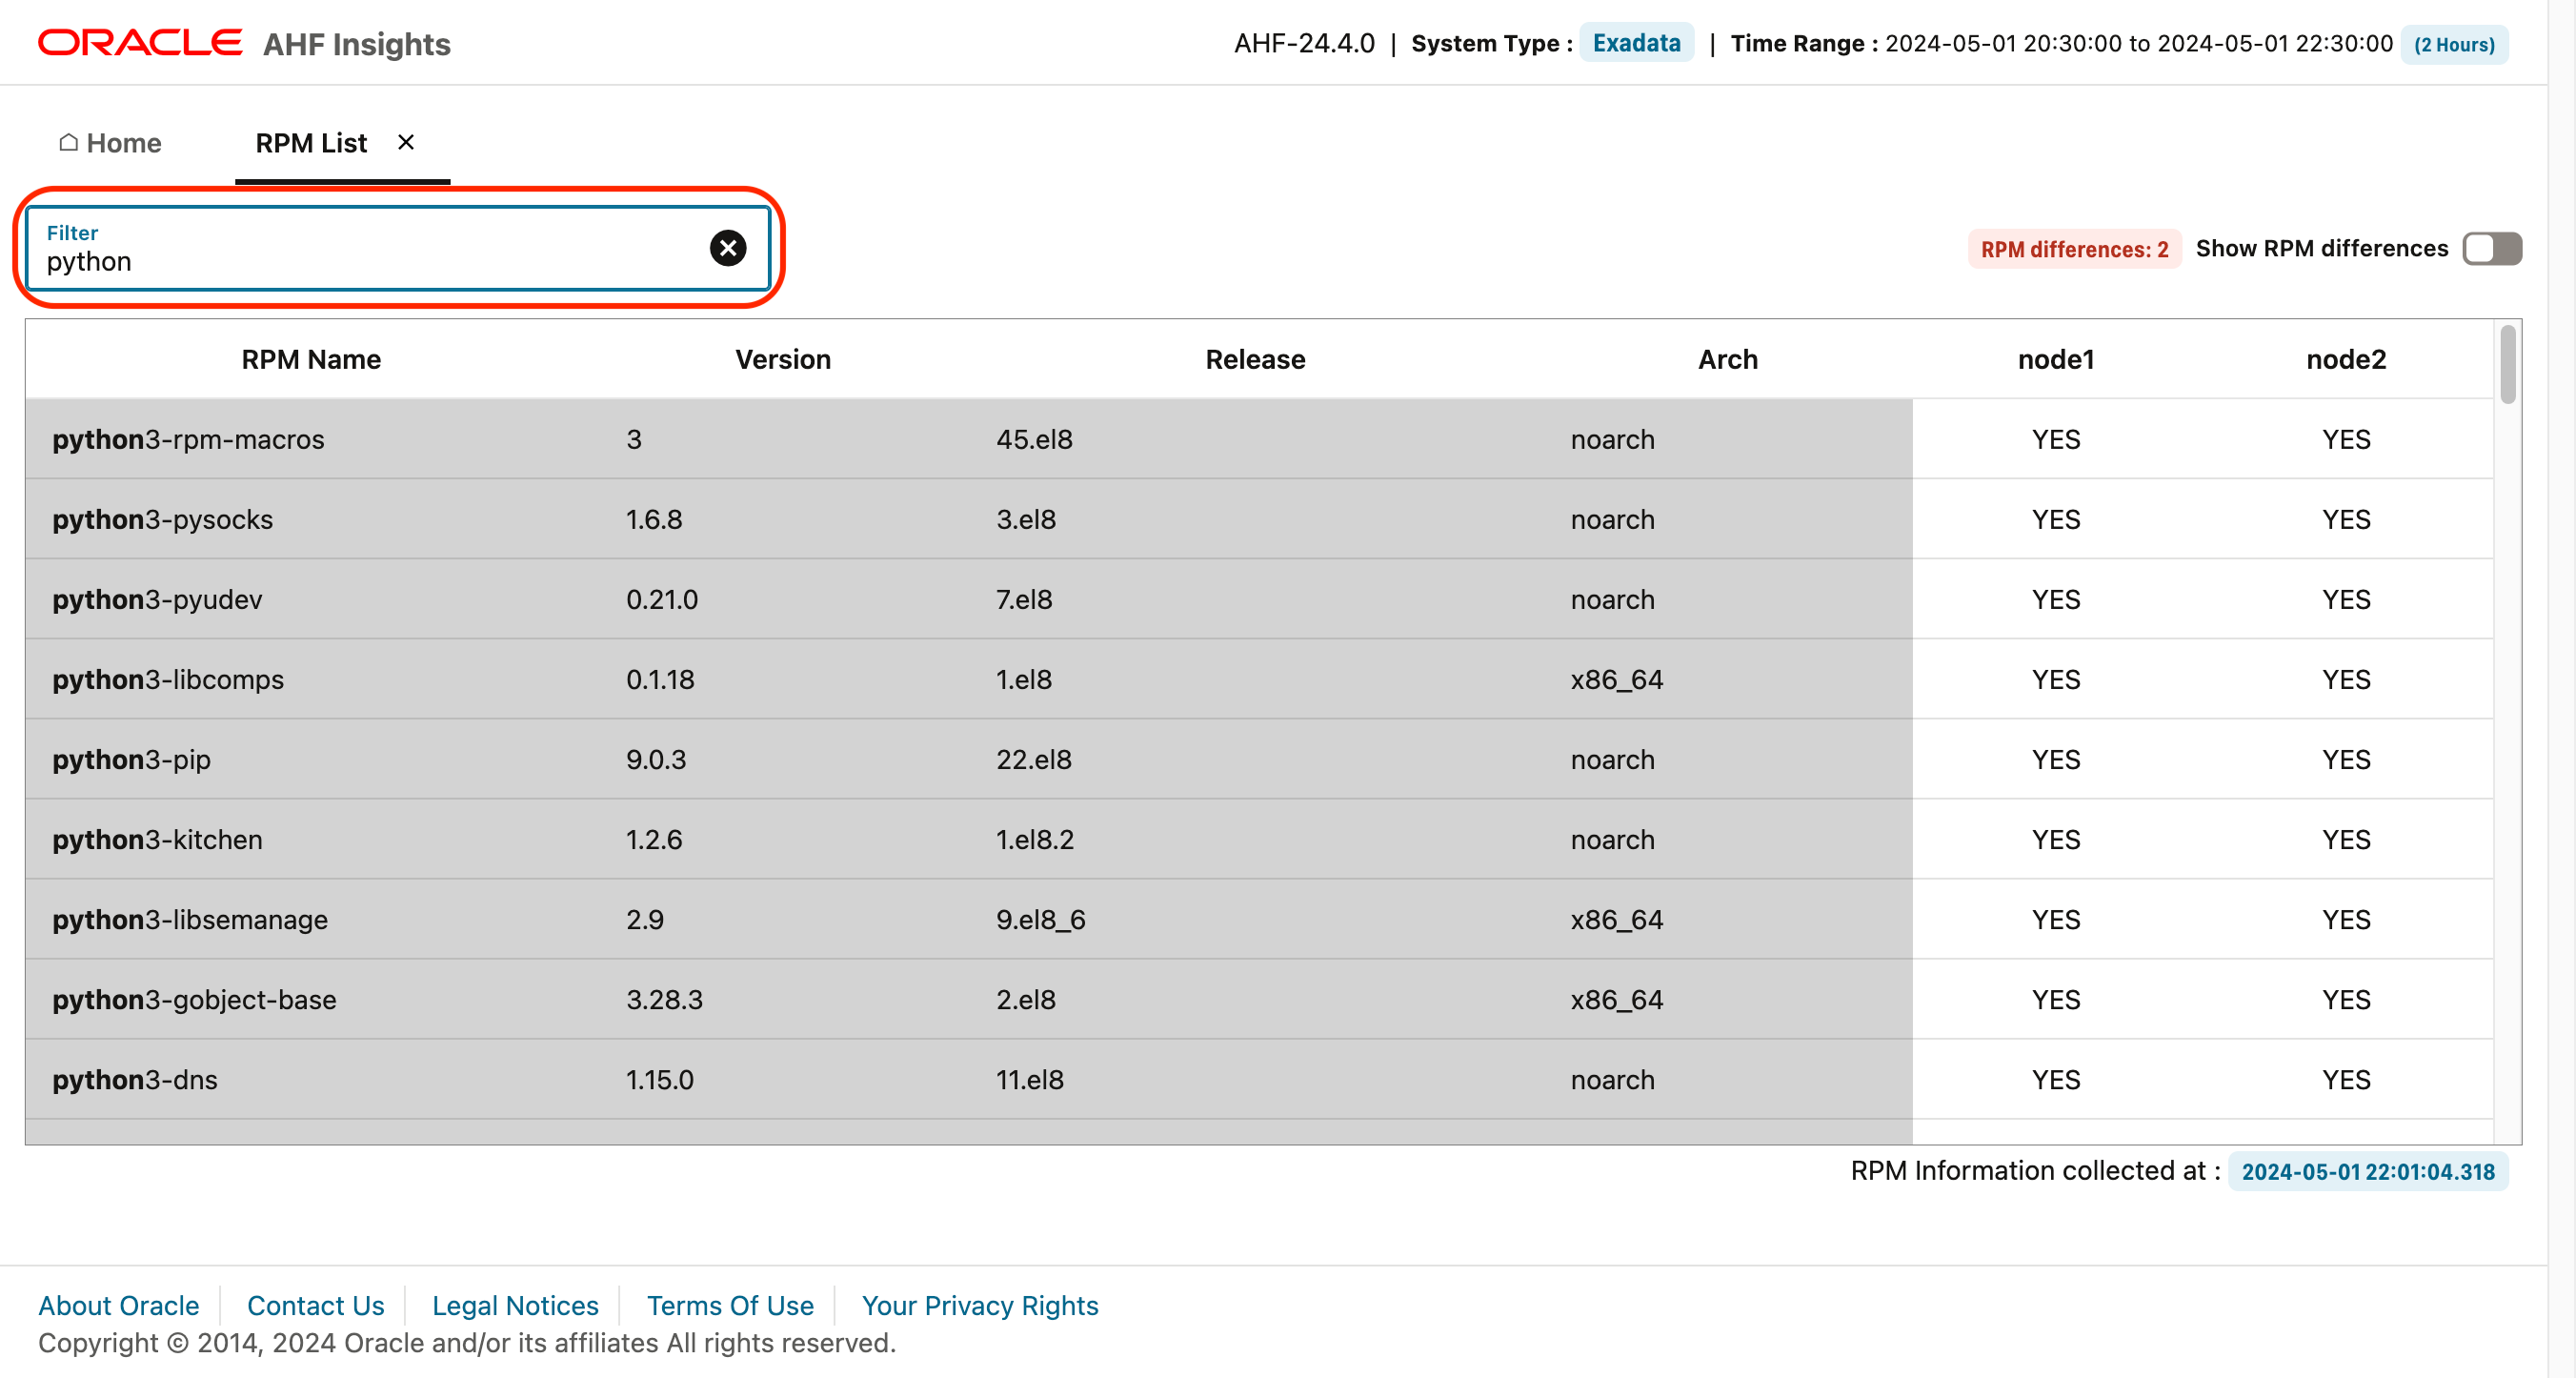 ORACLE AHF Insights
AHF-24.4.0 | System Type : Exadata | Time Range : 2024-05-01 20:30:00 to 2024-05-01 22:30:00 (2 Hours)
Home RPM List ×
Filter
python
RPM differences: 2 Show RPM differences
RPM Name Version Release Arch node1 node2
python3-rpm-macros 3 45.el8 noarch YES YES
python3-pysocks 1.6.8 3.el8 noarch YES YES
python3-pyudev 0.21.0 7.el8 noarch YES YES
python3-libcomps 0.1.18 1.el8 x86_64 YES YES
python3-pip 9.0.3 22.el8 noarch YES YES
python3-kitchen 1.2.6 1.el8.2 noarch YES YES
python3-libsemanage 2.9 9.el8_6 x86_64 YES YES
python3-gobject-base 3.28.3 2.el8 x86_64 YES YES
python3-dns 1.15.0 11.el8 noarch YES YES
RPM Information collected at : 2024-05-01 22:01:04.318
About Oracle Contact Us Legal Notices Terms Of Use Your Privacy Rights
Copyright © 2014, 2024 Oracle and/or its affiliates All rights reserved.